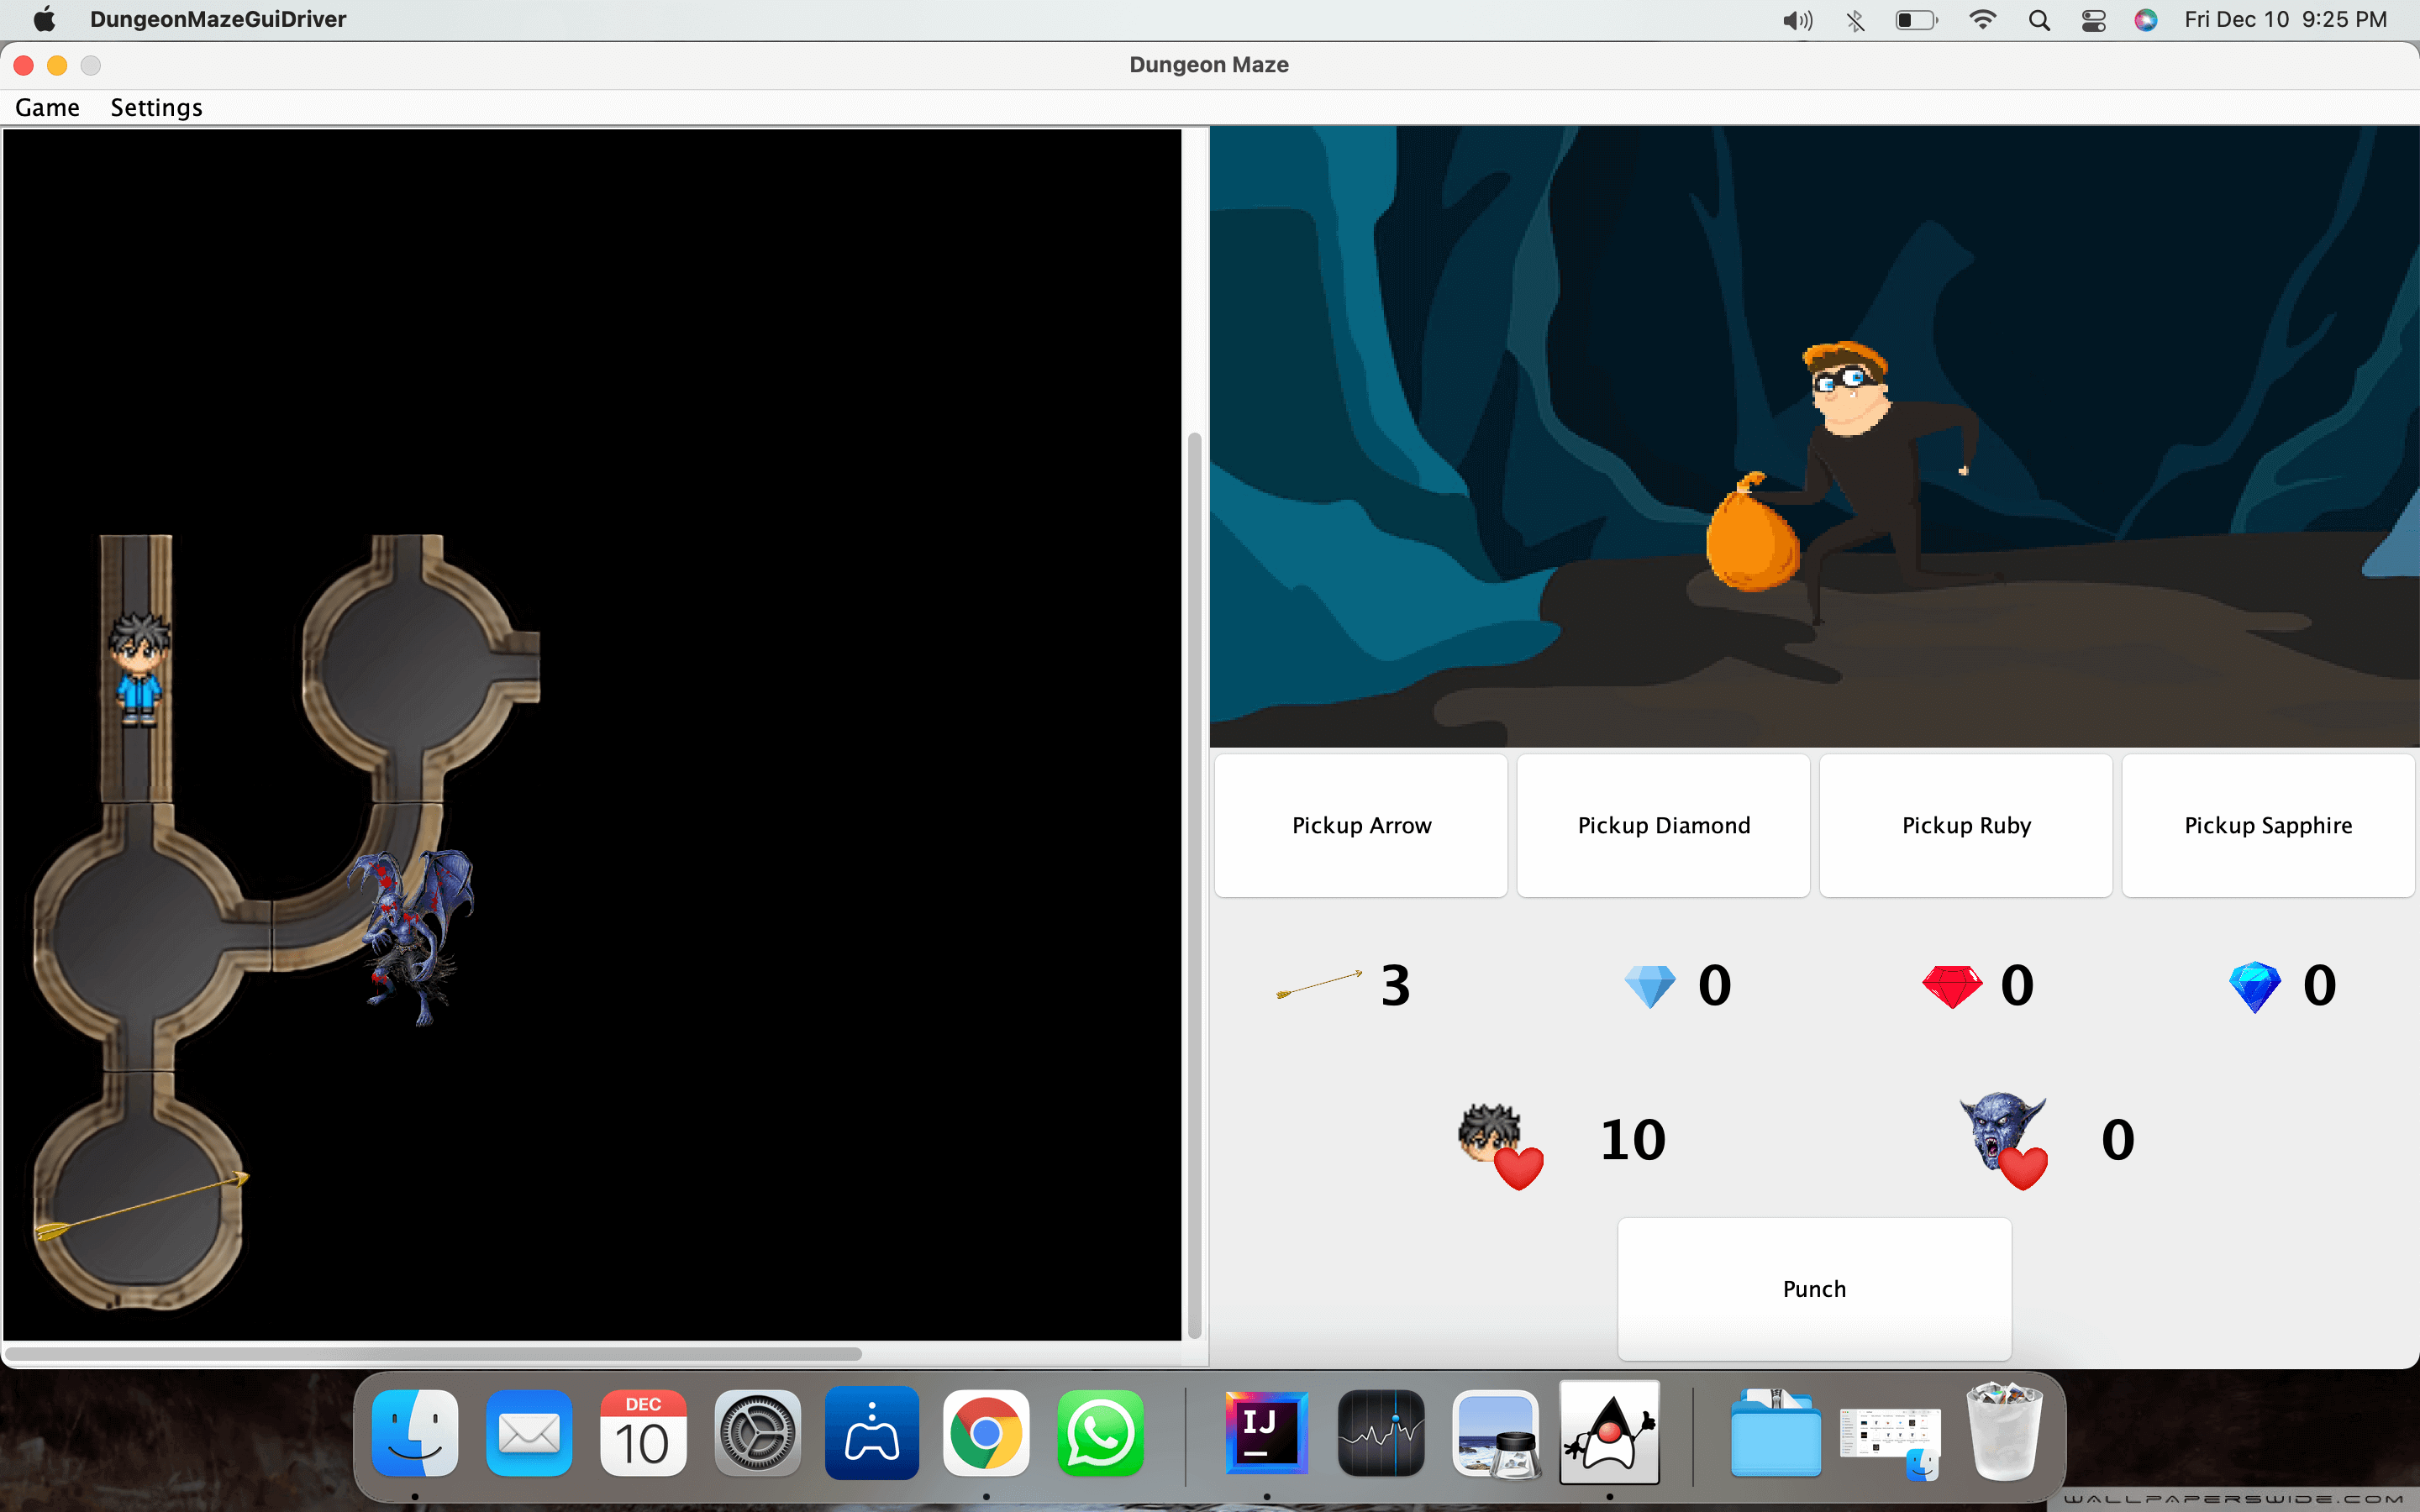 DungeonMazeGuiDriver
Fri Dec 10 9:25 PM
Dungeon Maze
Game Settings
Pickup Arrow Pickup Diamond Pickup Ruby Pickup Sapphire
3 0 0 0
10 0
Punch
DEC
10
IJ
WALLPAPERSWIDE.COM